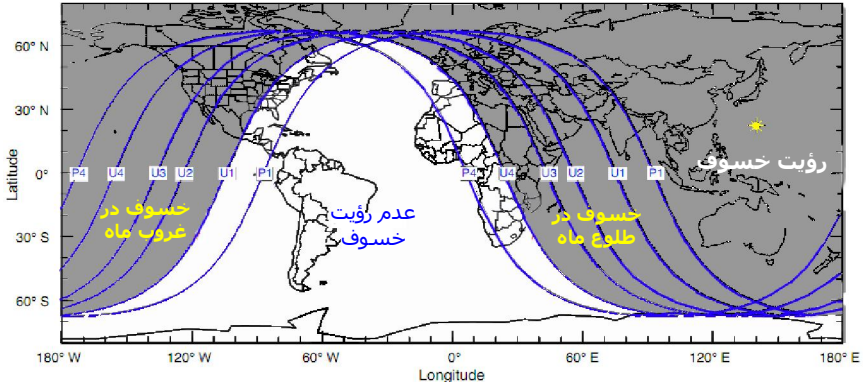 60° N
30° N
0°
30° S
60° S
Latitude
P4 U4 U3 U2 U1 P1 P4 U4 U3 U2 U1 P1
رؤیت خسوف
خسوف در
غروب ماه
عدم رؤیت
خسوف
خسوف در
طلوع ماه
180° W 120° W 60° W 0° 60° E 120° E 180° E
Longitude